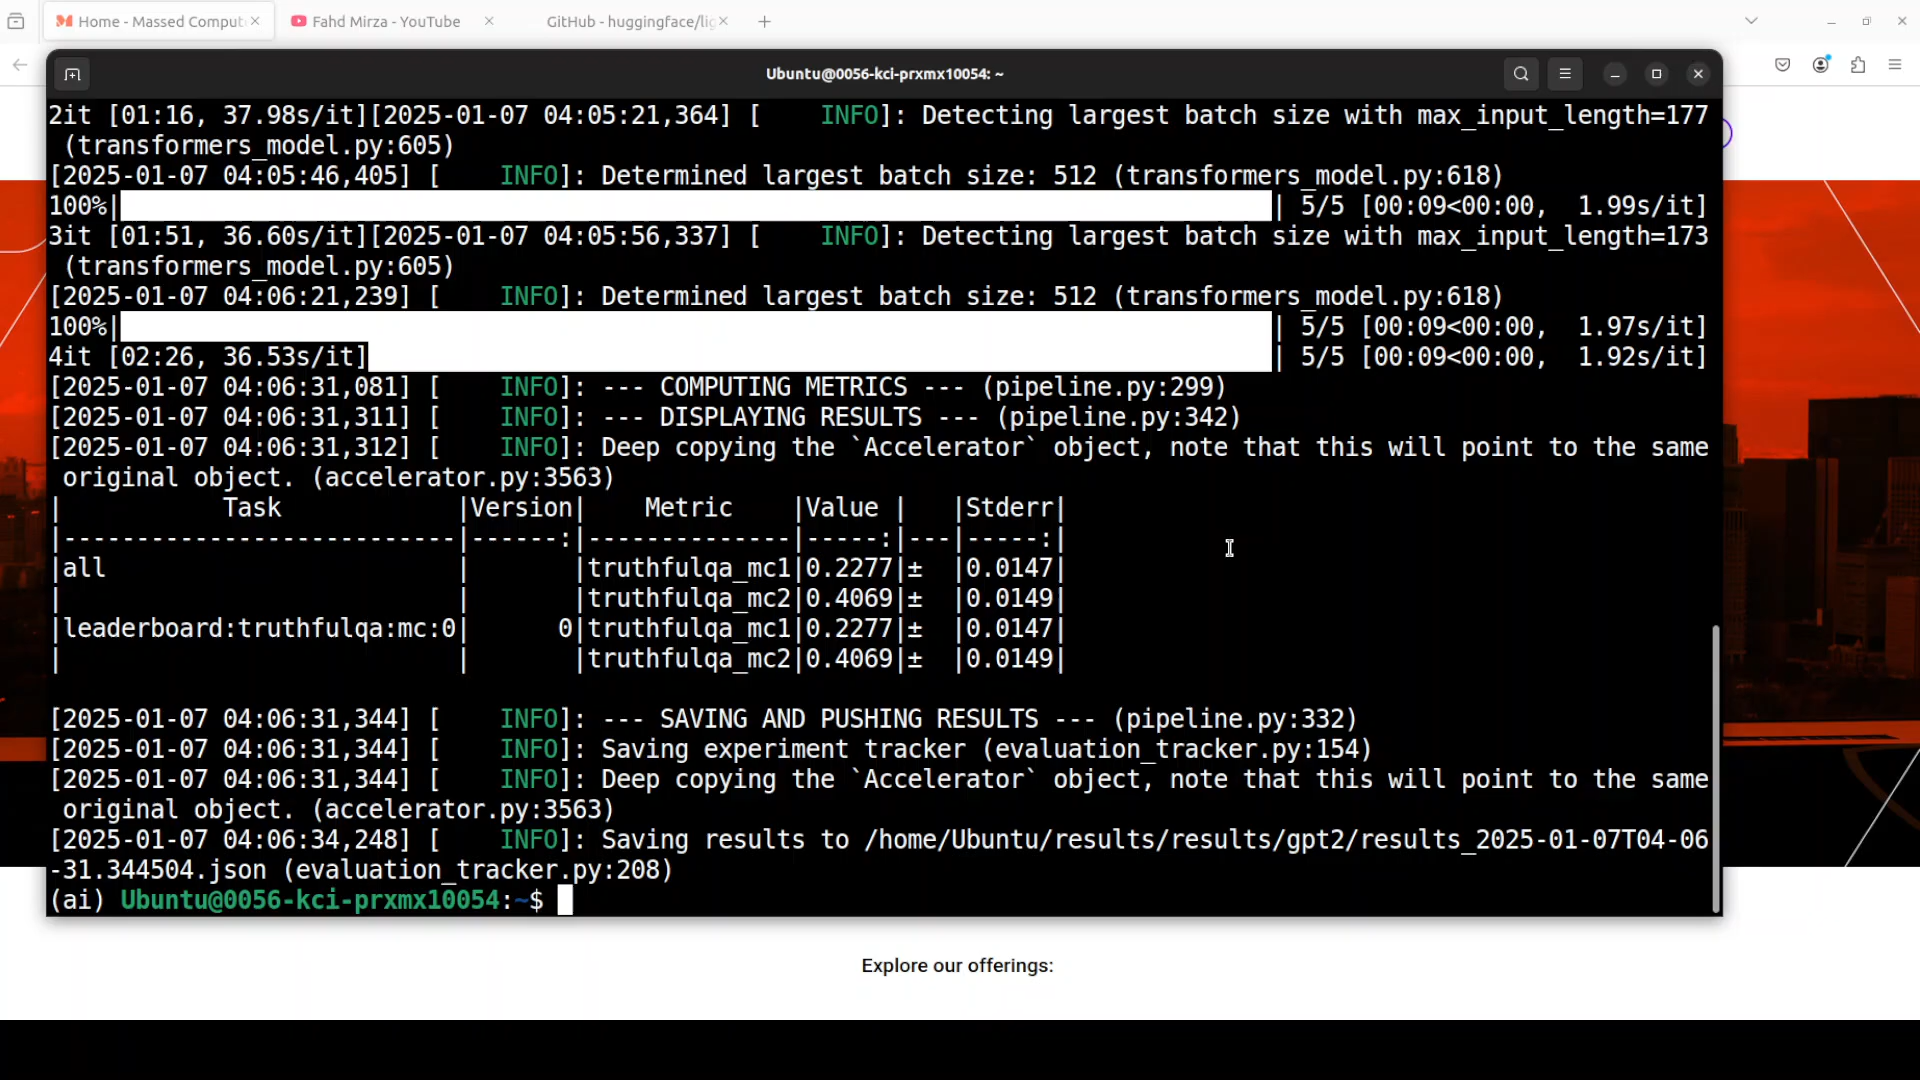 Home - Massed Comput
Fahd Mirza - YouTube
GitHub - huggingface/lig
Ubuntu@0056-kci-prxmx10054: ~
2it [01:16, 37.98s/it][2025-01-07 04:05:21,364] [    INFO]: Detecting largest batch size with max_input_length=177
 (transformers_model.py:605)
[2025-01-07 04:05:46,405] [    INFO]: Determined largest batch size: 512 (transformers_model.py:618)
100%| | 5/5 [00:09<00:00,  1.99s/it]
3it [01:51, 36.60s/it][2025-01-07 04:05:56,337] [    INFO]: Detecting largest batch size with max_input_length=173
 (transformers_model.py:605)
[2025-01-07 04:06:21,239] [    INFO]: Determined largest batch size: 512 (transformers_model.py:618)
100%| | 5/5 [00:09<00:00,  1.97s/it]
4it [02:26, 36.53s/it] | 5/5 [00:09<00:00,  1.92s/it]
[2025-01-07 04:06:31,081] [    INFO]: --- COMPUTING METRICS --- (pipeline.py:299)
[2025-01-07 04:06:31,311] [    INFO]: --- DISPLAYING RESULTS --- (pipeline.py:342)
[2025-01-07 04:06:31,312] [    INFO]: Deep copying the `Accelerator` object, note that this will point to the same
 original object. (accelerator.py:3563)
|           Task            |Version|    Metric    |Value |   |Stderr|
|---------------------------|------:|--------------|-----:|---|-----:|
|all                        |       |truthfulqa_mc1|0.2277|±  |0.0147|
|                           |       |truthfulqa_mc2|0.4069|±  |0.0149|
|leaderboard:truthfulqa:mc:0|      0|truthfulqa_mc1|0.2277|±  |0.0147|
|                           |       |truthfulqa_mc2|0.4069|±  |0.0149|
[2025-01-07 04:06:31,344] [    INFO]: --- SAVING AND PUSHING RESULTS --- (pipeline.py:332)
[2025-01-07 04:06:31,344] [    INFO]: Saving experiment tracker (evaluation_tracker.py:154)
[2025-01-07 04:06:31,344] [    INFO]: Deep copying the `Accelerator` object, note that this will point to the same
 original object. (accelerator.py:3563)
[2025-01-07 04:06:34,248] [    INFO]: Saving results to /home/Ubuntu/results/results/gpt2/results_2025-01-07T04-06
-31.344504.json (evaluation_tracker.py:208)
(ai) Ubuntu@0056-kci-prxmx10054:~$
Explore our offerings: